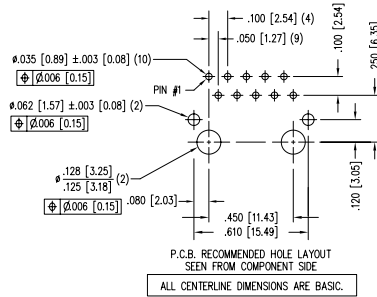 .100 [2.54] (4)
.050 [1.27] (9)
.100 [2.54]
.250 [6.35]
ø.035 [0.89] ±.003 [0.08] (10)
⌖ Ø.006 [0.15]
PIN #1
ø.062 [1.57] ±.003 [0.08] (2)
⌖ Ø.006 [0.15]
ø .128 [3.25]
.125 [3.18] (2)
⌖ Ø.006 [0.15]
.080 [2.03]
.120 [3.05]
.450 [11.43]
.610 [15.49]
P.C.B. RECOMMENDED HOLE LAYOUT
SEEN FROM COMPONENT SIDE
ALL CENTERLINE DIMENSIONS ARE BASIC.